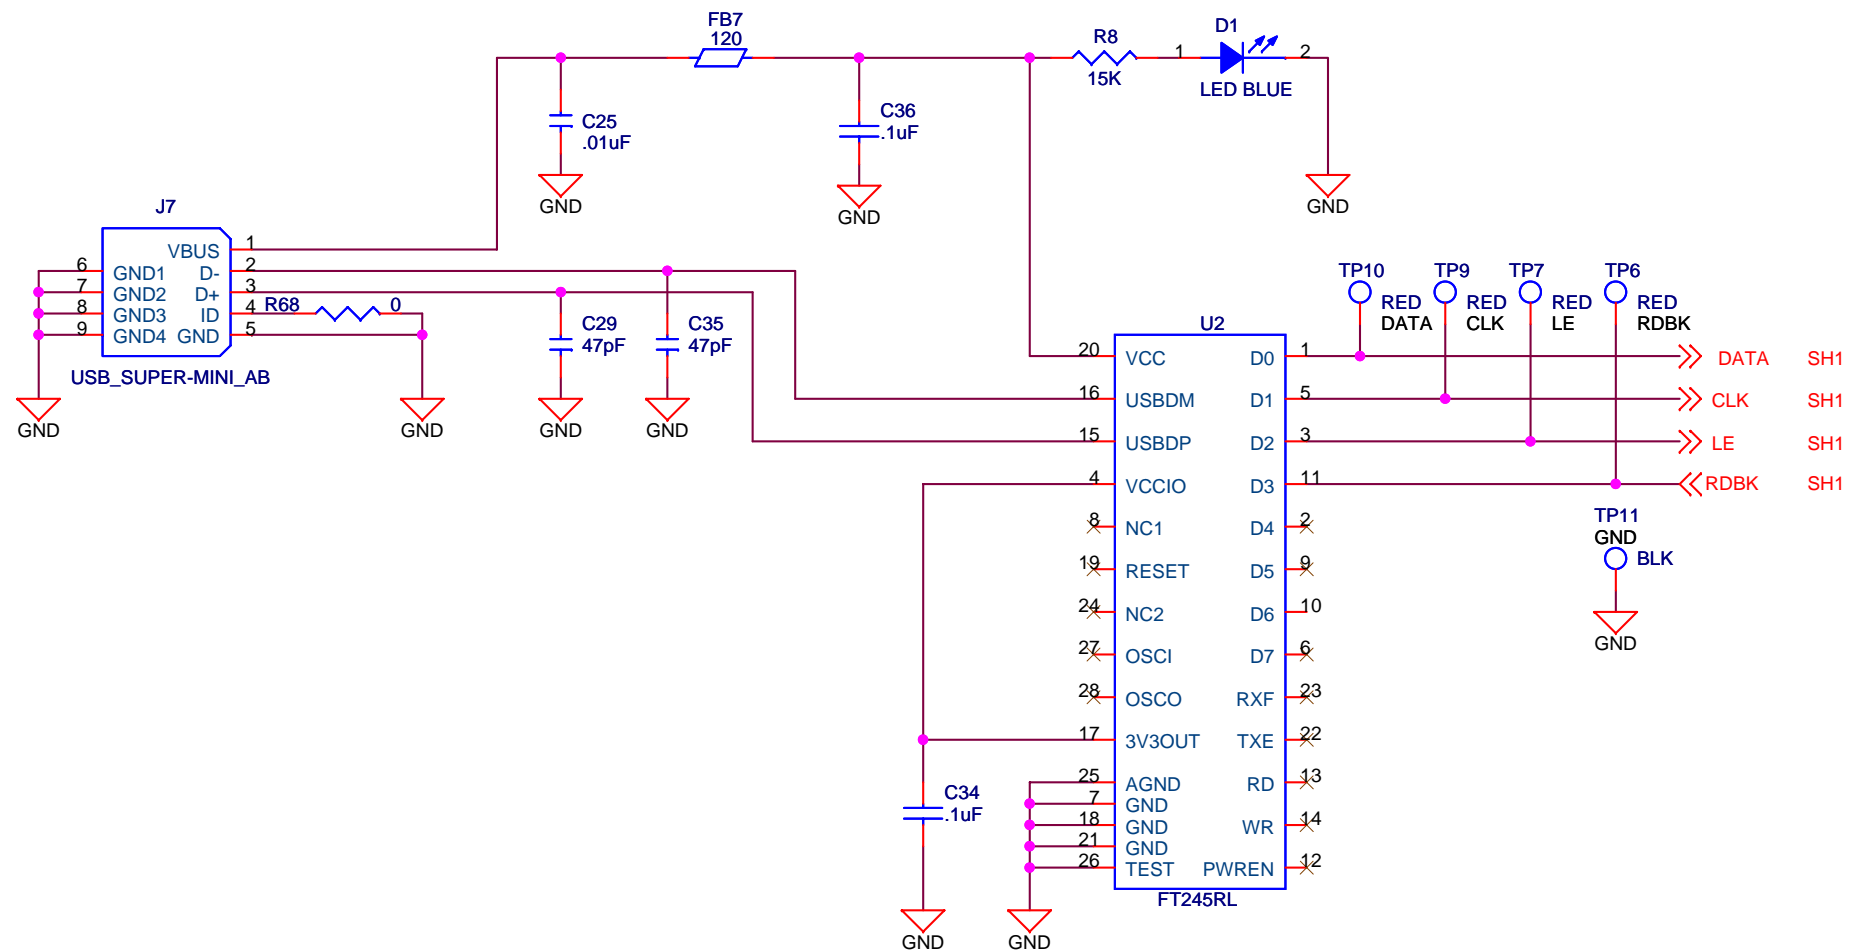 FB7
120
R8
15K
D1
1
2
LED BLUE
C25
.01uF
C36
.1uF
GND
GND
GND
J7
VBUS 1
6 GND1 D- 2
7 GND2 D+ 3
8 GND3 ID 4
9 GND4 GND 5
R68 0
USB_SUPER-MINI_AB
GND
GND
C29
47pF
C35
47pF
GND
GND
TP10
RED
DATA
TP9
RED
CLK
TP7
RED
LE
TP6
RED
RDBK
U2
20 VCC D0 1 DATA SH1
16 USBDM D1 5 CLK SH1
15 USBDP D2 3 LE SH1
4 VCCIO D3 11 RDBK SH1
8 NC1 D4 2
19 RESET D5 9
24 NC2 D6 10
27 OSCI D7 6
28 OSCO RXF 23
17 3V3OUT TXE 22
25 AGND RD 13
7 GND
18 GND WR 14
21 GND
26 TEST PWREN 12
FT245RL
TP11
GND
BLK
GND
C34
.1uF
GND
GND